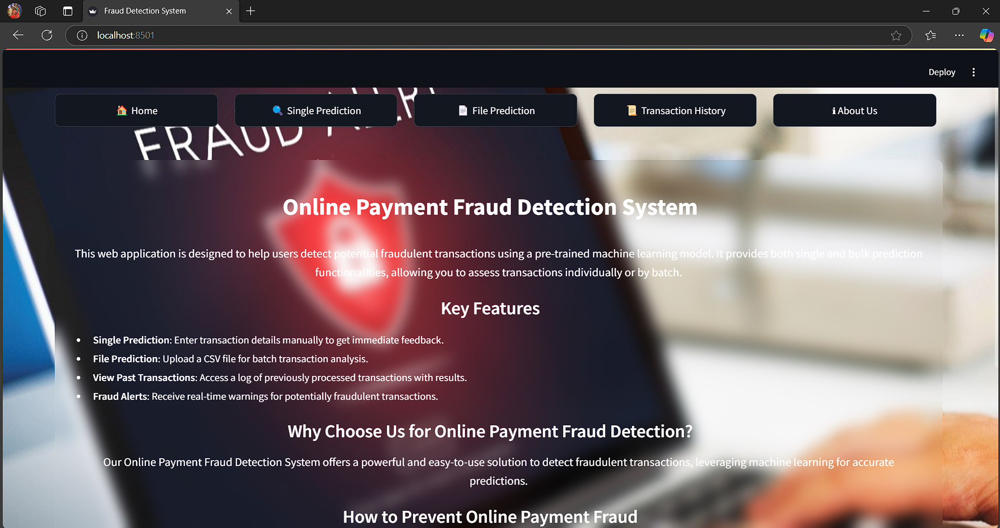 Fraud Detection System
localhost:8501
Deploy
FRAUD ALERT
🏠 Home
🔍 Single Prediction
📄 File Prediction
📜 Transaction History
ℹ About Us
Online Payment Fraud Detection System
This web application is designed to help users detect potential fraudulent transactions using a pre-trained machine learning model. It provides both single and bulk prediction
functionalities, allowing you to assess transactions individually or by batch.
Key Features
• Single Prediction: Enter transaction details manually to get immediate feedback.
• File Prediction: Upload a CSV file for batch transaction analysis.
• View Past Transactions: Access a log of previously processed transactions with results.
• Fraud Alerts: Receive real-time warnings for potentially fraudulent transactions.
Why Choose Us for Online Payment Fraud Detection?
Our Online Payment Fraud Detection System offers a powerful and easy-to-use solution to detect fraudulent transactions, leveraging machine learning for accurate
predictions.
How to Prevent Online Payment Fraud